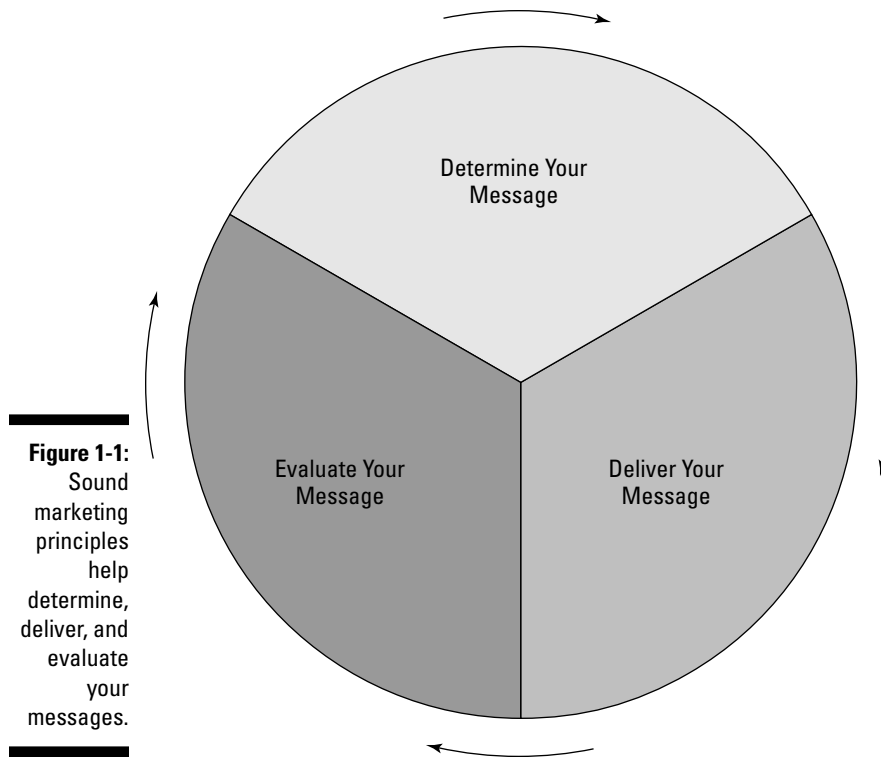 Determine Your
Message
Evaluate Your
Message
Deliver Your
Message
Figure 1-1:
Sound
marketing
principles
help
determine,
deliver, and
evaluate
your
messages.